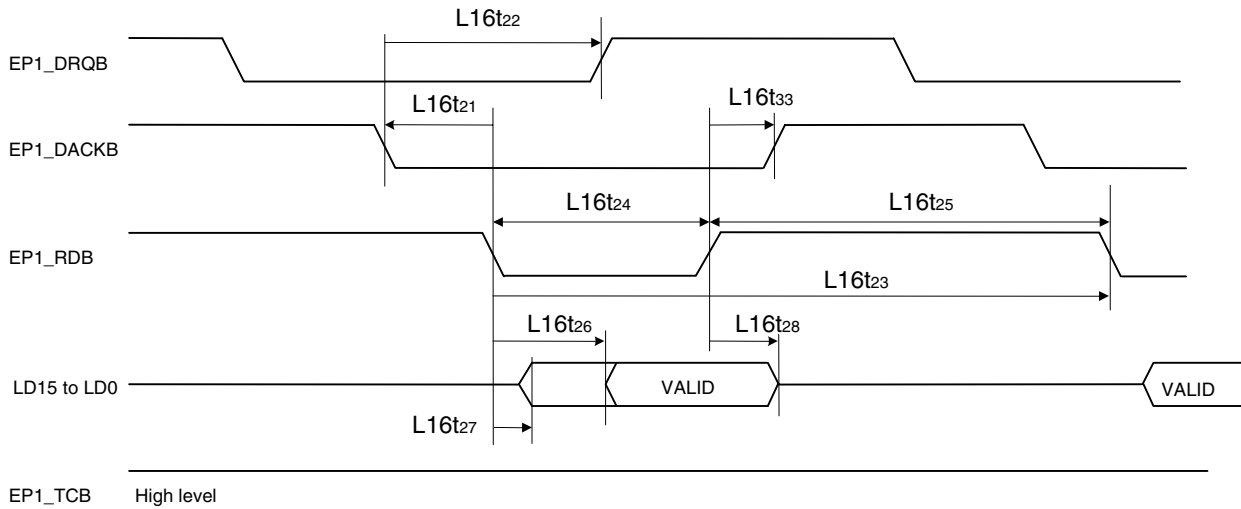 L16t22
EP1_DRQB
L16t21
L16t33
EP1_DACKB
L16t24
L16t25
EP1_RDB
L16t23
L16t26
L16t28
LD15 to LD0
VALID
VALID
L16t27
EP1_TCB High level